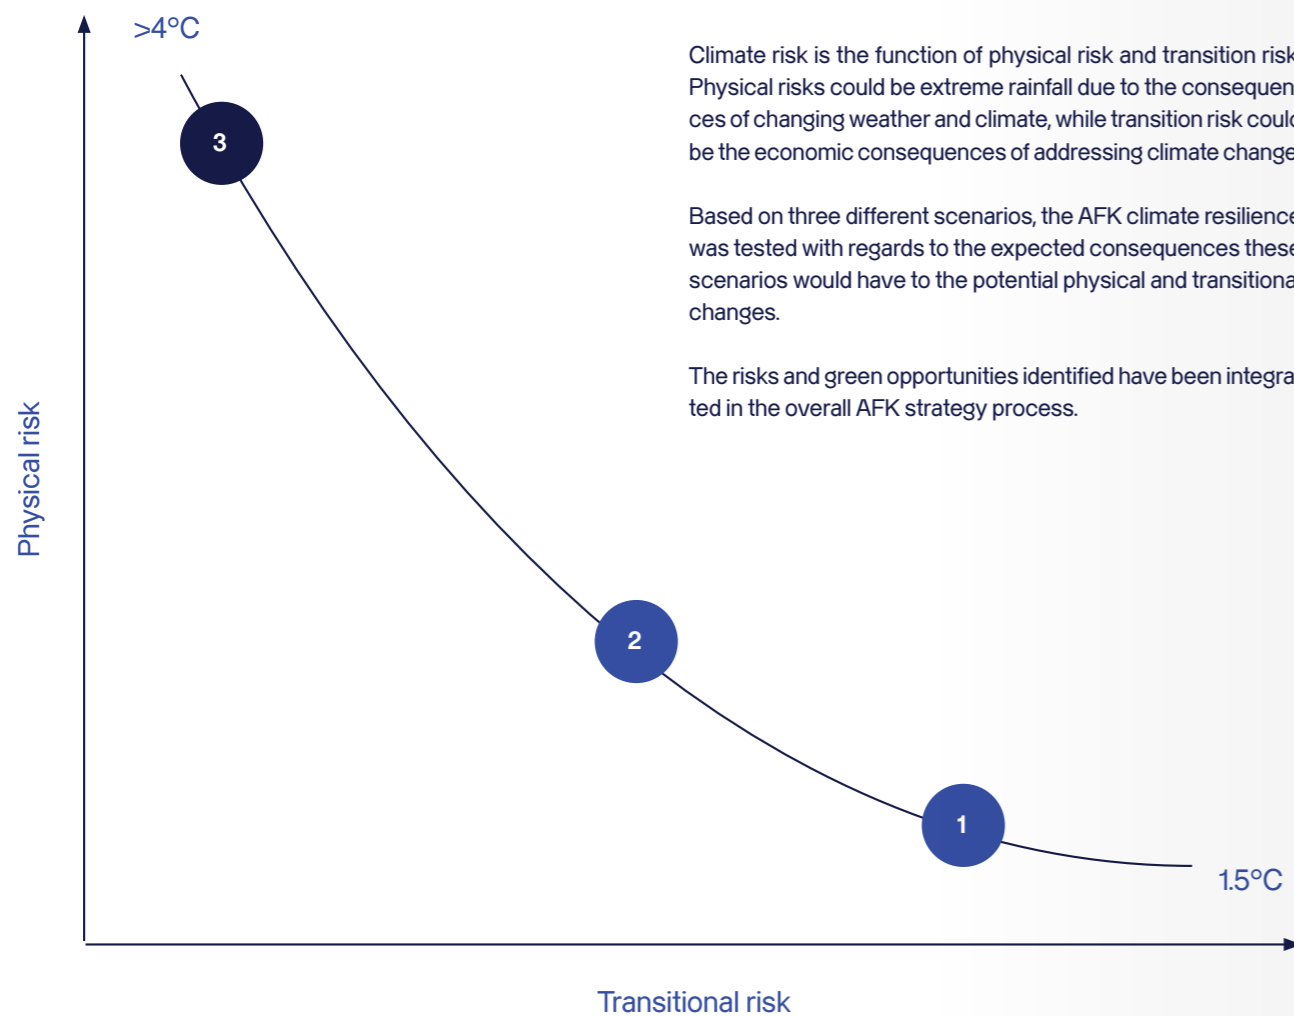 >4°C
Climate risk is the function of physical risk and transition risk
Physical risks could be extreme rainfall due to the consequen
ces of changing weather and climate, while transition risk could
be the economic consequences of addressing climate change
Based on three different scenarios, the AFK climate resilience
was tested with regards to the expected consequences these
scenarios would have to the potential physical and transitiona
changes.
The risks and green opportunities identified have been integra
ted in the overall AFK strategy process.
3
Physical risk
2
1
1.5°C
Transitional risk